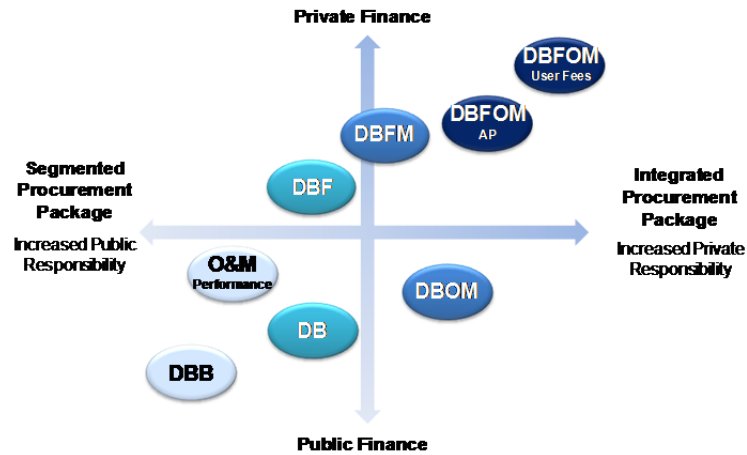 Private Finance
DBFOM
User Fees
DBFOM
AP
DBFM
Segmented
Procurement
Package
Increased Public
Responsibility
DBF
Integrated
Procurement
Package
Increased Private
Responsibility
O&M
Performance
DBOM
DB
DBB
Public Finance